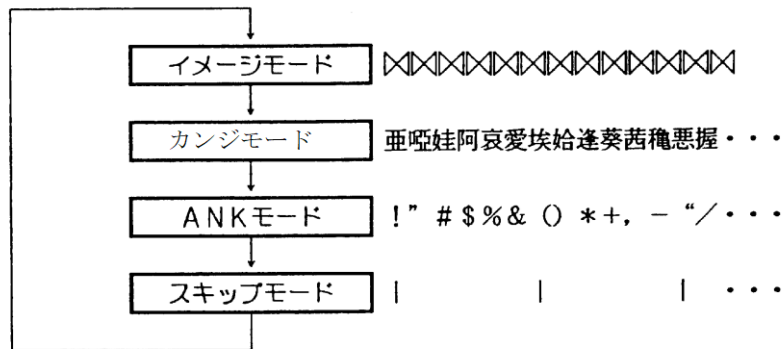 イメージモード
カンジモード 亜唖娃阿哀愛埃姶逢葵茜穐悪握・・・
ANKモード !”#$%&()*+,-“/・・・
スキップモード | | | ・・・